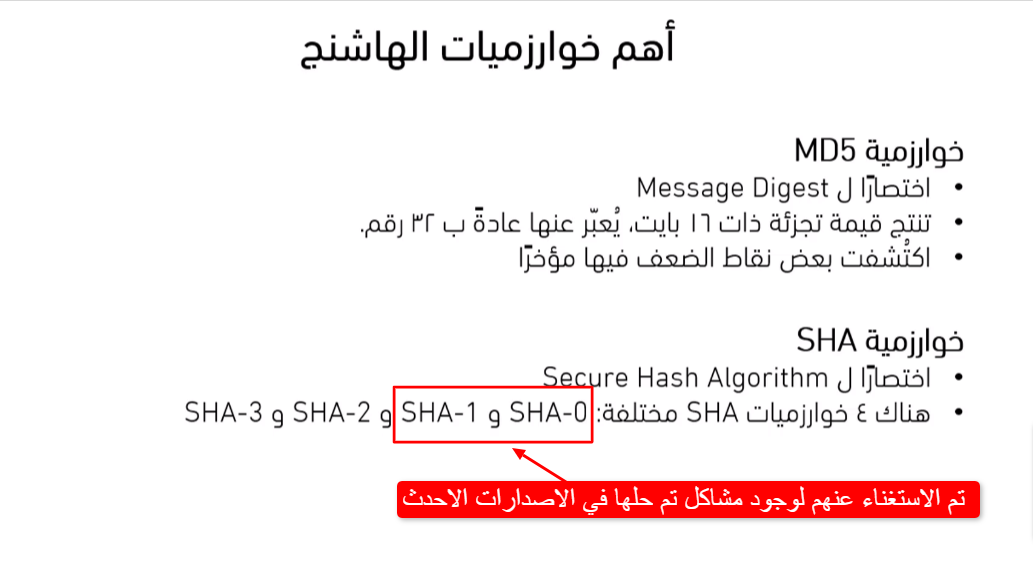 أهم خوارزميات الهاشنج
خوارزمية MD5
• اختصارًا ل Message Digest
• تنتج قيمة تجزئة ذات ١٦ بايت، يُعبّر عنها عادةً ب ٣٢ رقم.
• اكتُشفت بعض نقاط الضعف فيها مؤخرًا
خوارزمية SHA
• اختصارًا ل Secure Hash Algorithm
• هناك ٤ خوارزميات SHA مختلفة: SHA-0 و SHA-1 و SHA-2 و SHA-3
تم الاستغناء عنهم لوجود مشاكل تم حلها في الاصدارات الاحدث